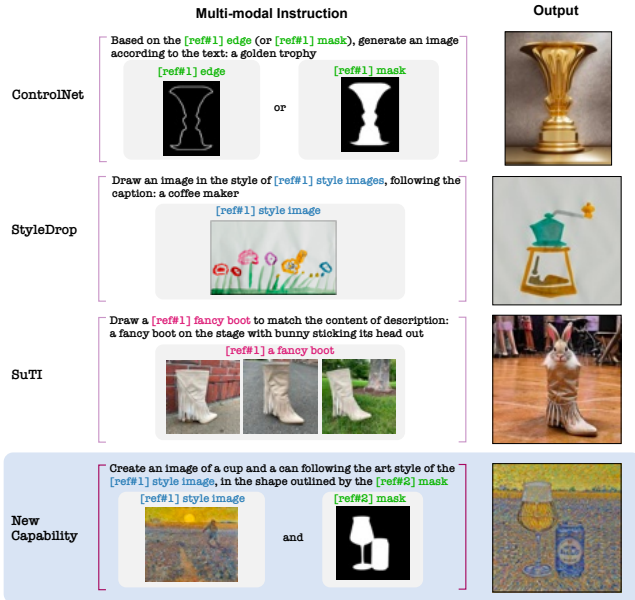 Multi-modal Instruction
Output
ControlNet
Based on the [ref#1] edge (or [ref#1] mask), generate an image
according to the text: a golden trophy
[ref#1] edge
or
[ref#1] mask
StyleDrop
Draw an image in the style of [ref#1] style images, following the
caption: a coffee maker
[ref#1] style image
SuTI
Draw a [ref#1] fancy boot to match the content of description:
a fancy boot on the stage with bunny sticking its head out
[ref#1] a fancy boot
New
Capability
Create an image of a cup and a can following the art style of the
[ref#1] style image, in the shape outlined by the [ref#2] mask
[ref#1] style image
and
[ref#2] mask